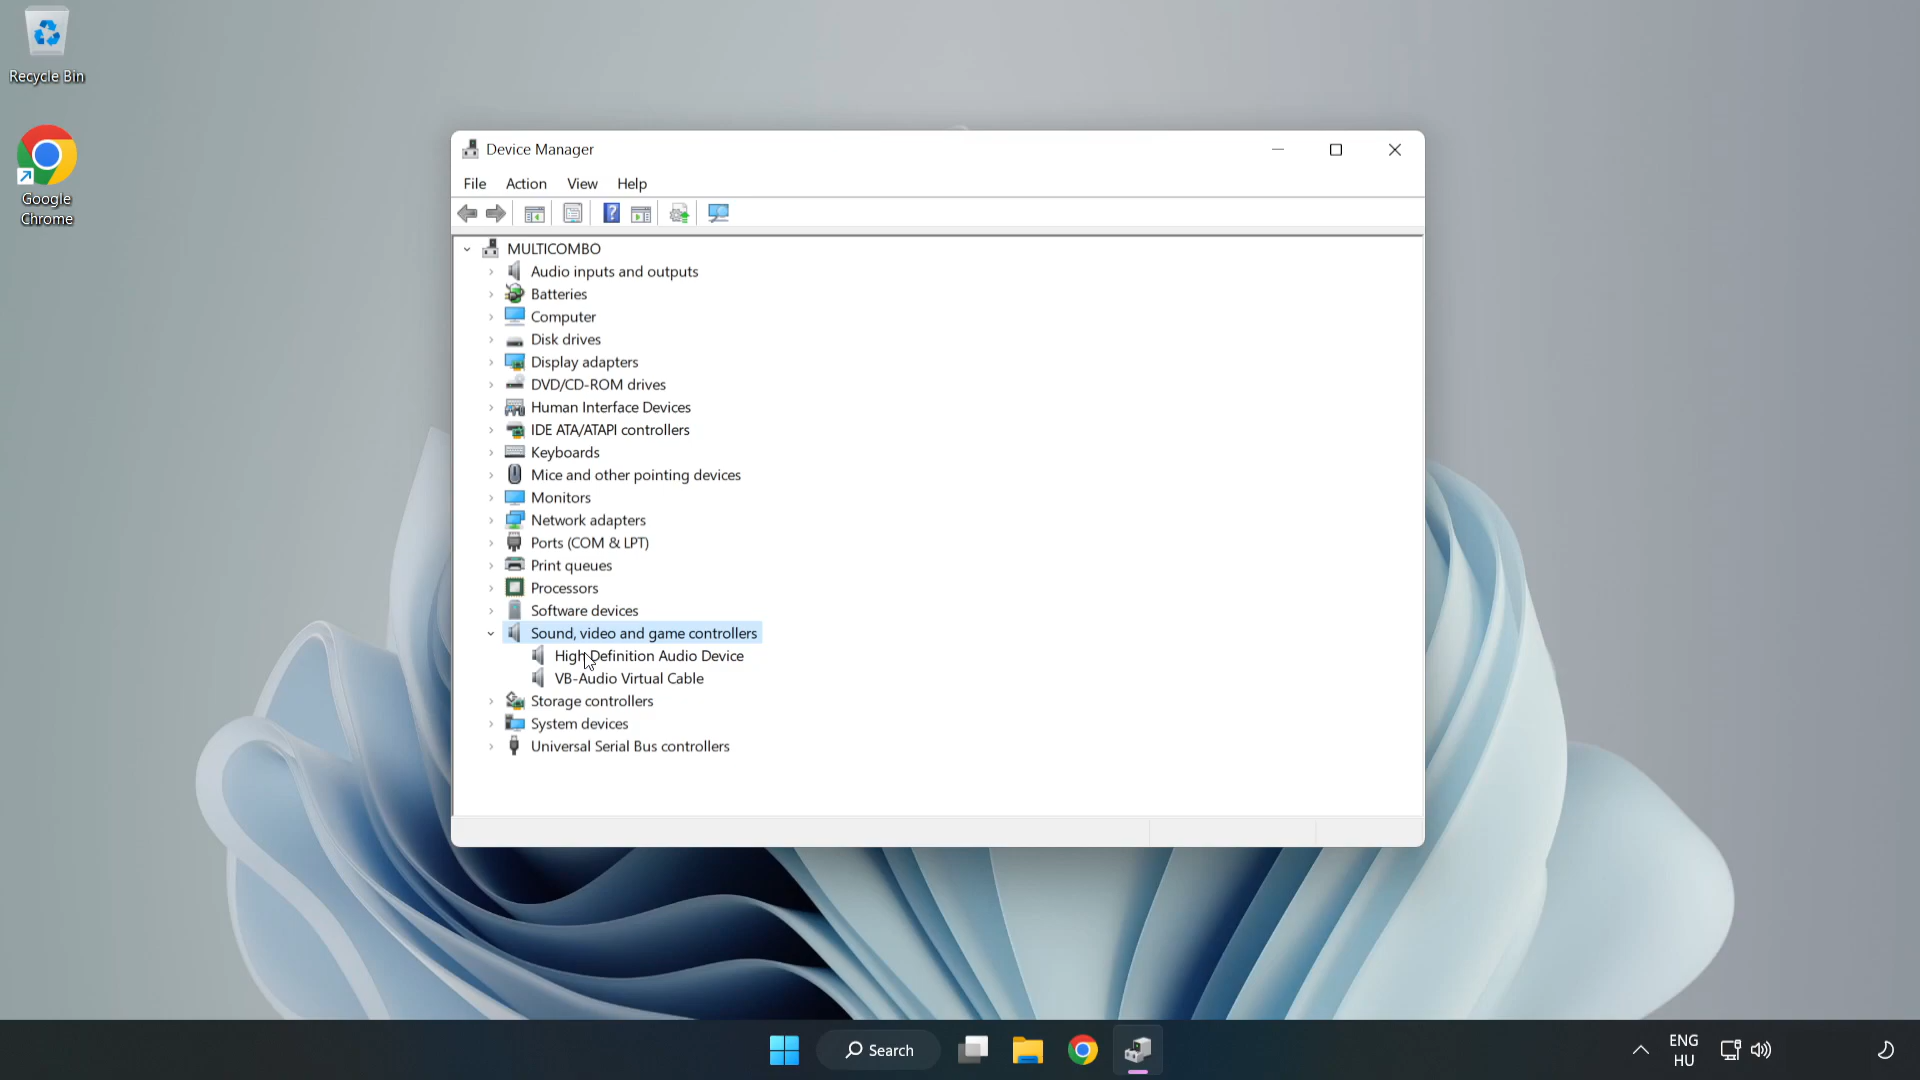 Recycle Bin
Google
Chrome
Device Manager
File Action View Help
MULTICOMBO
Audio inputs and outputs
Batteries
Computer
Disk drives
Display adapters
DVD/CD-ROM drives
Human Interface Devices
IDE ATA/ATAPI controllers
Keyboards
Mice and other pointing devices
Monitors
Network adapters
Ports (COM & LPT)
Print queues
Processors
Software devices
Sound, video and game controllers
High Definition Audio Device
VB-Audio Virtual Cable
Storage controllers
System devices
Universal Serial Bus controllers
Search
ENG
HU